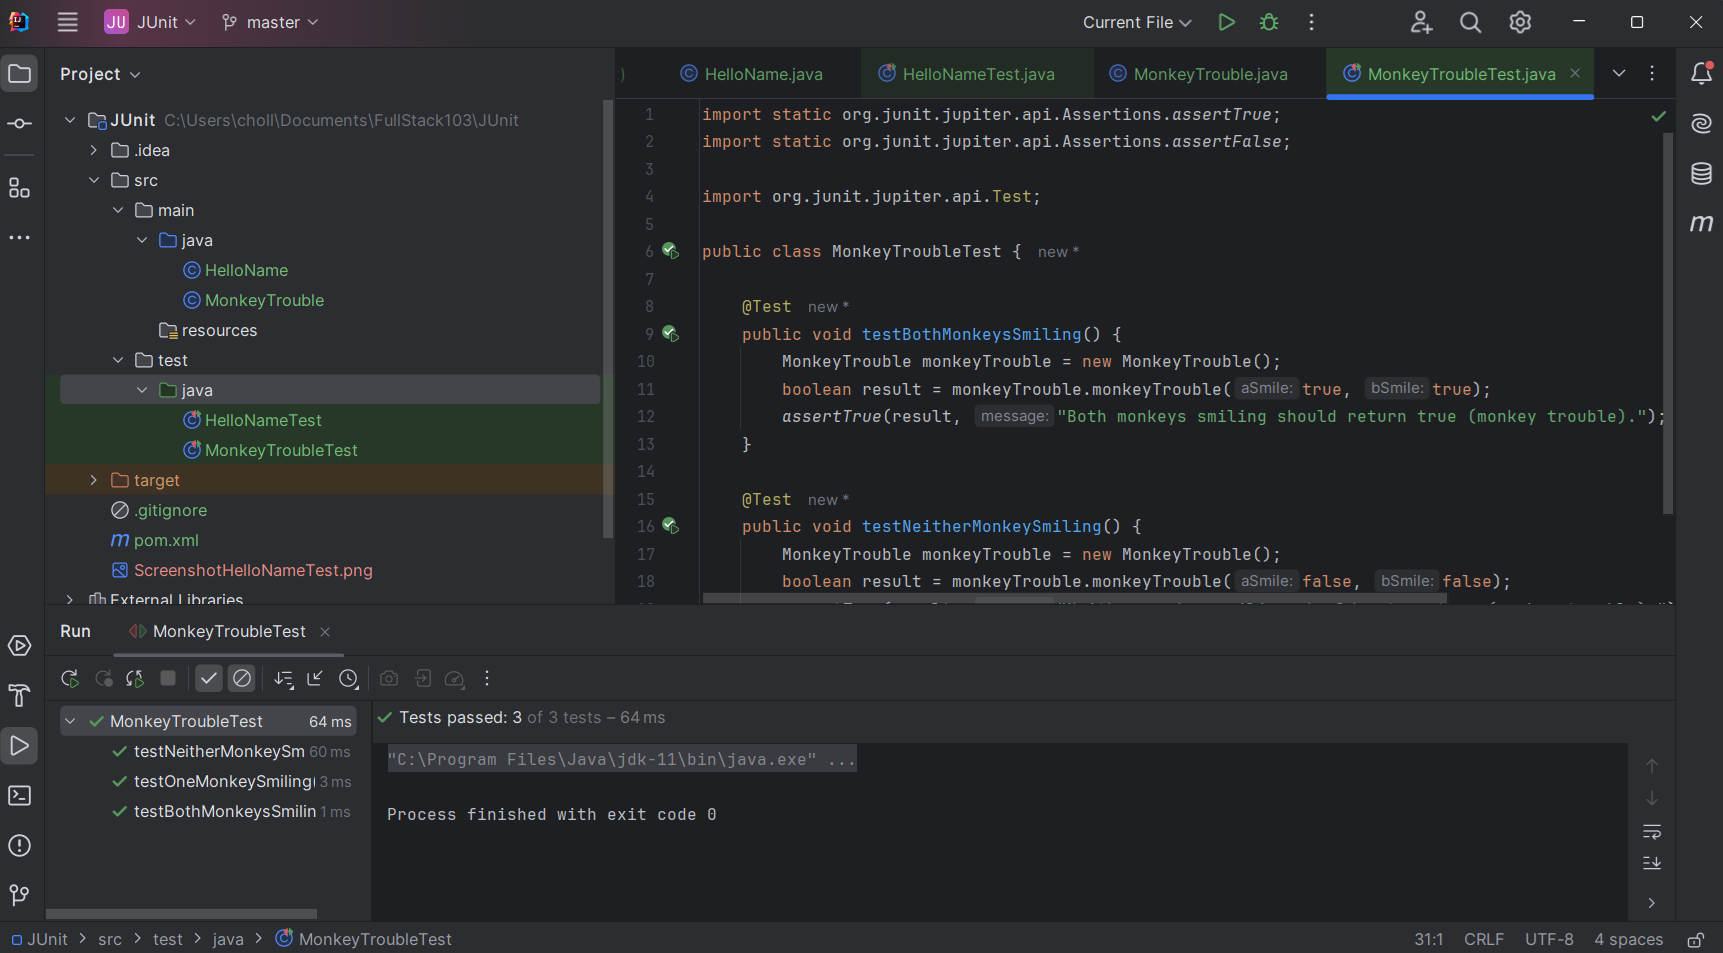 JU JUnit master Current File
Project
JUnit C:\Users\choll\Documents\FullStack103\JUnit
.idea
src
main
java
HelloName
MonkeyTrouble
resources
test
java
HelloNameTest
MonkeyTroubleTest
target
.gitignore
m pom.xml
ScreenshotHelloNameTest.png
External Libraries
HelloName.java HelloNameTest.java MonkeyTrouble.java MonkeyTroubleTest.java
1 import static org.junit.jupiter.api.Assertions.assertTrue;
2 import static org.junit.jupiter.api.Assertions.assertFalse;
3
4 import org.junit.jupiter.api.Test;
5
6 public class MonkeyTroubleTest { new *
7
8 @Test new *
9 public void testBothMonkeysSmiling() {
10 MonkeyTrouble monkeyTrouble = new MonkeyTrouble();
11 boolean result = monkeyTrouble.monkeyTrouble( aSmile: true, bSmile: true);
12 assertTrue(result, message: "Both monkeys smiling should return true (monkey trouble).");
13 }
14
15 @Test new *
16 public void testNeitherMonkeySmiling() {
17 MonkeyTrouble monkeyTrouble = new MonkeyTrouble();
18 boolean result = monkeyTrouble.monkeyTrouble( aSmile: false, bSmile: false);
m
Run MonkeyTroubleTest
MonkeyTroubleTest 64 ms
testNeitherMonkeySm 60 ms
testOneMonkeySmiling( 3 ms
testBothMonkeysSmilin 1 ms
Tests passed: 3 of 3 tests – 64 ms
"C:\Program Files\Java\jdk-11\bin\java.exe" ...
Process finished with exit code 0
JUnit > src > test > java > MonkeyTroubleTest
31:1 CRLF UTF-8 4 spaces